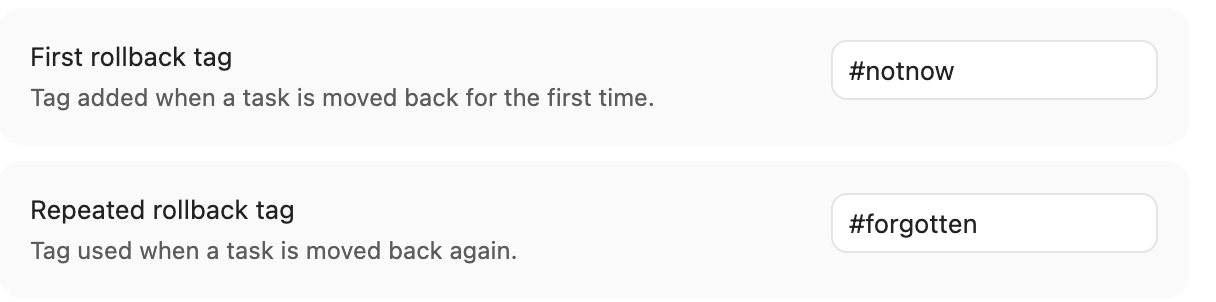 First rollback tag
#notnow
Tag added when a task is moved back for the first time.
Repeated rollback tag
#forgotten
Tag used when a task is moved back again.